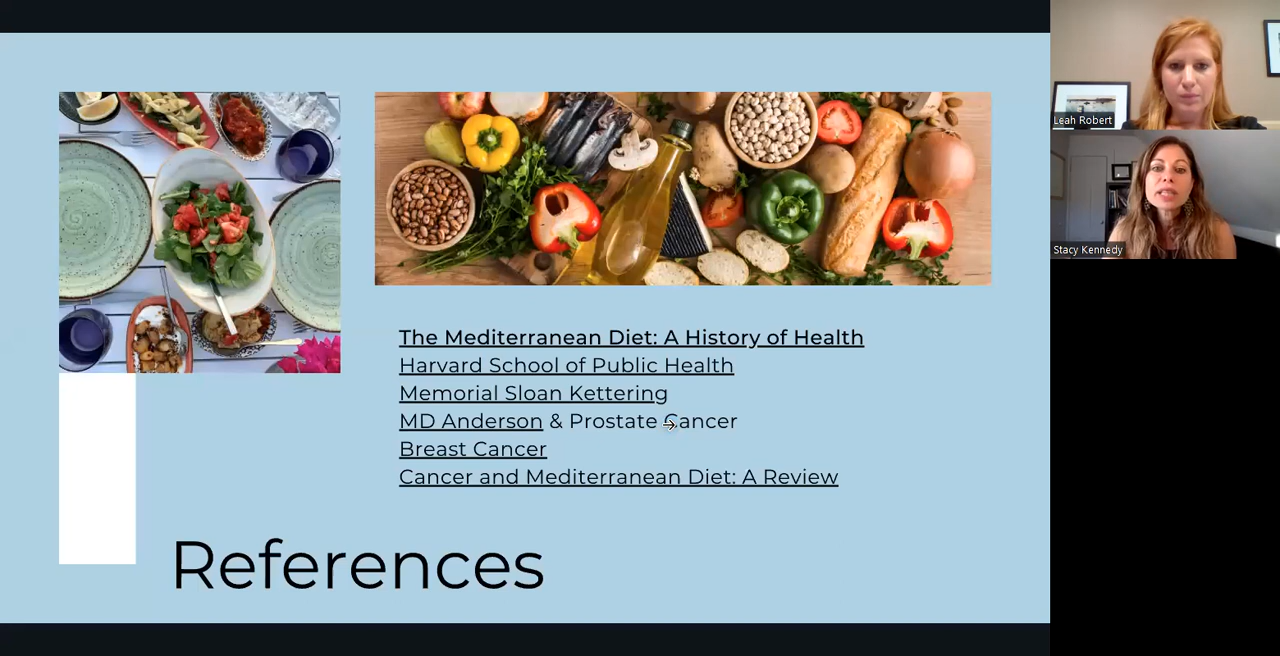 The Mediterranean Diet: A History of Health
Harvard School of Public Health
Memorial Sloan Kettering
MD Anderson & Prostate Cancer
Breast Cancer
Cancer and Mediterranean Diet: A Review
References
Leah Robert
Stacy Kennedy